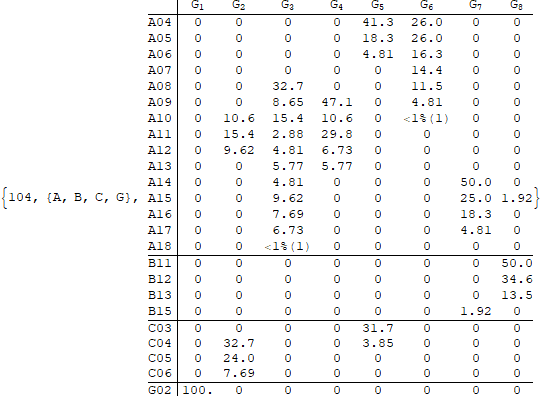 G₁ G₂ G₃ G₄ G₅ G₆ G₇ G₈
A04 0 0 0 0 41.3 26.0 0 0
A05 0 0 0 0 18.3 26.0 0 0
A06 0 0 0 0 4.81 16.3 0 0
A07 0 0 0 0 0 14.4 0 0
A08 0 0 32.7 0 0 11.5 0 0
A09 0 0 8.65 47.1 0 4.81 0 0
A10 0 10.6 15.4 10.6 0 <1%(1) 0 0
A11 0 15.4 2.88 29.8 0 0 0 0
A12 0 9.62 4.81 6.73 0 0 0 0
A13 0 0 5.77 5.77 0 0 0 0
A14 0 0 4.81 0 0 0 50.0 0
{104, {A, B, C, G}, A15 0 0 9.62 0 0 0 25.0 1.92}
A16 0 0 7.69 0 0 0 18.3 0
A17 0 0 6.73 0 0 0 4.81 0
A18 0 0 <1%(1) 0 0 0 0 0
B11 0 0 0 0 0 0 0 50.0
B12 0 0 0 0 0 0 0 34.6
B13 0 0 0 0 0 0 0 13.5
B15 0 0 0 0 0 0 1.92 0
C03 0 0 0 0 31.7 0 0 0
C04 0 32.7 0 0 3.85 0 0 0
C05 0 24.0 0 0 0 0 0 0
C06 0 7.69 0 0 0 0 0 0
G02 100. 0 0 0 0 0 0 0